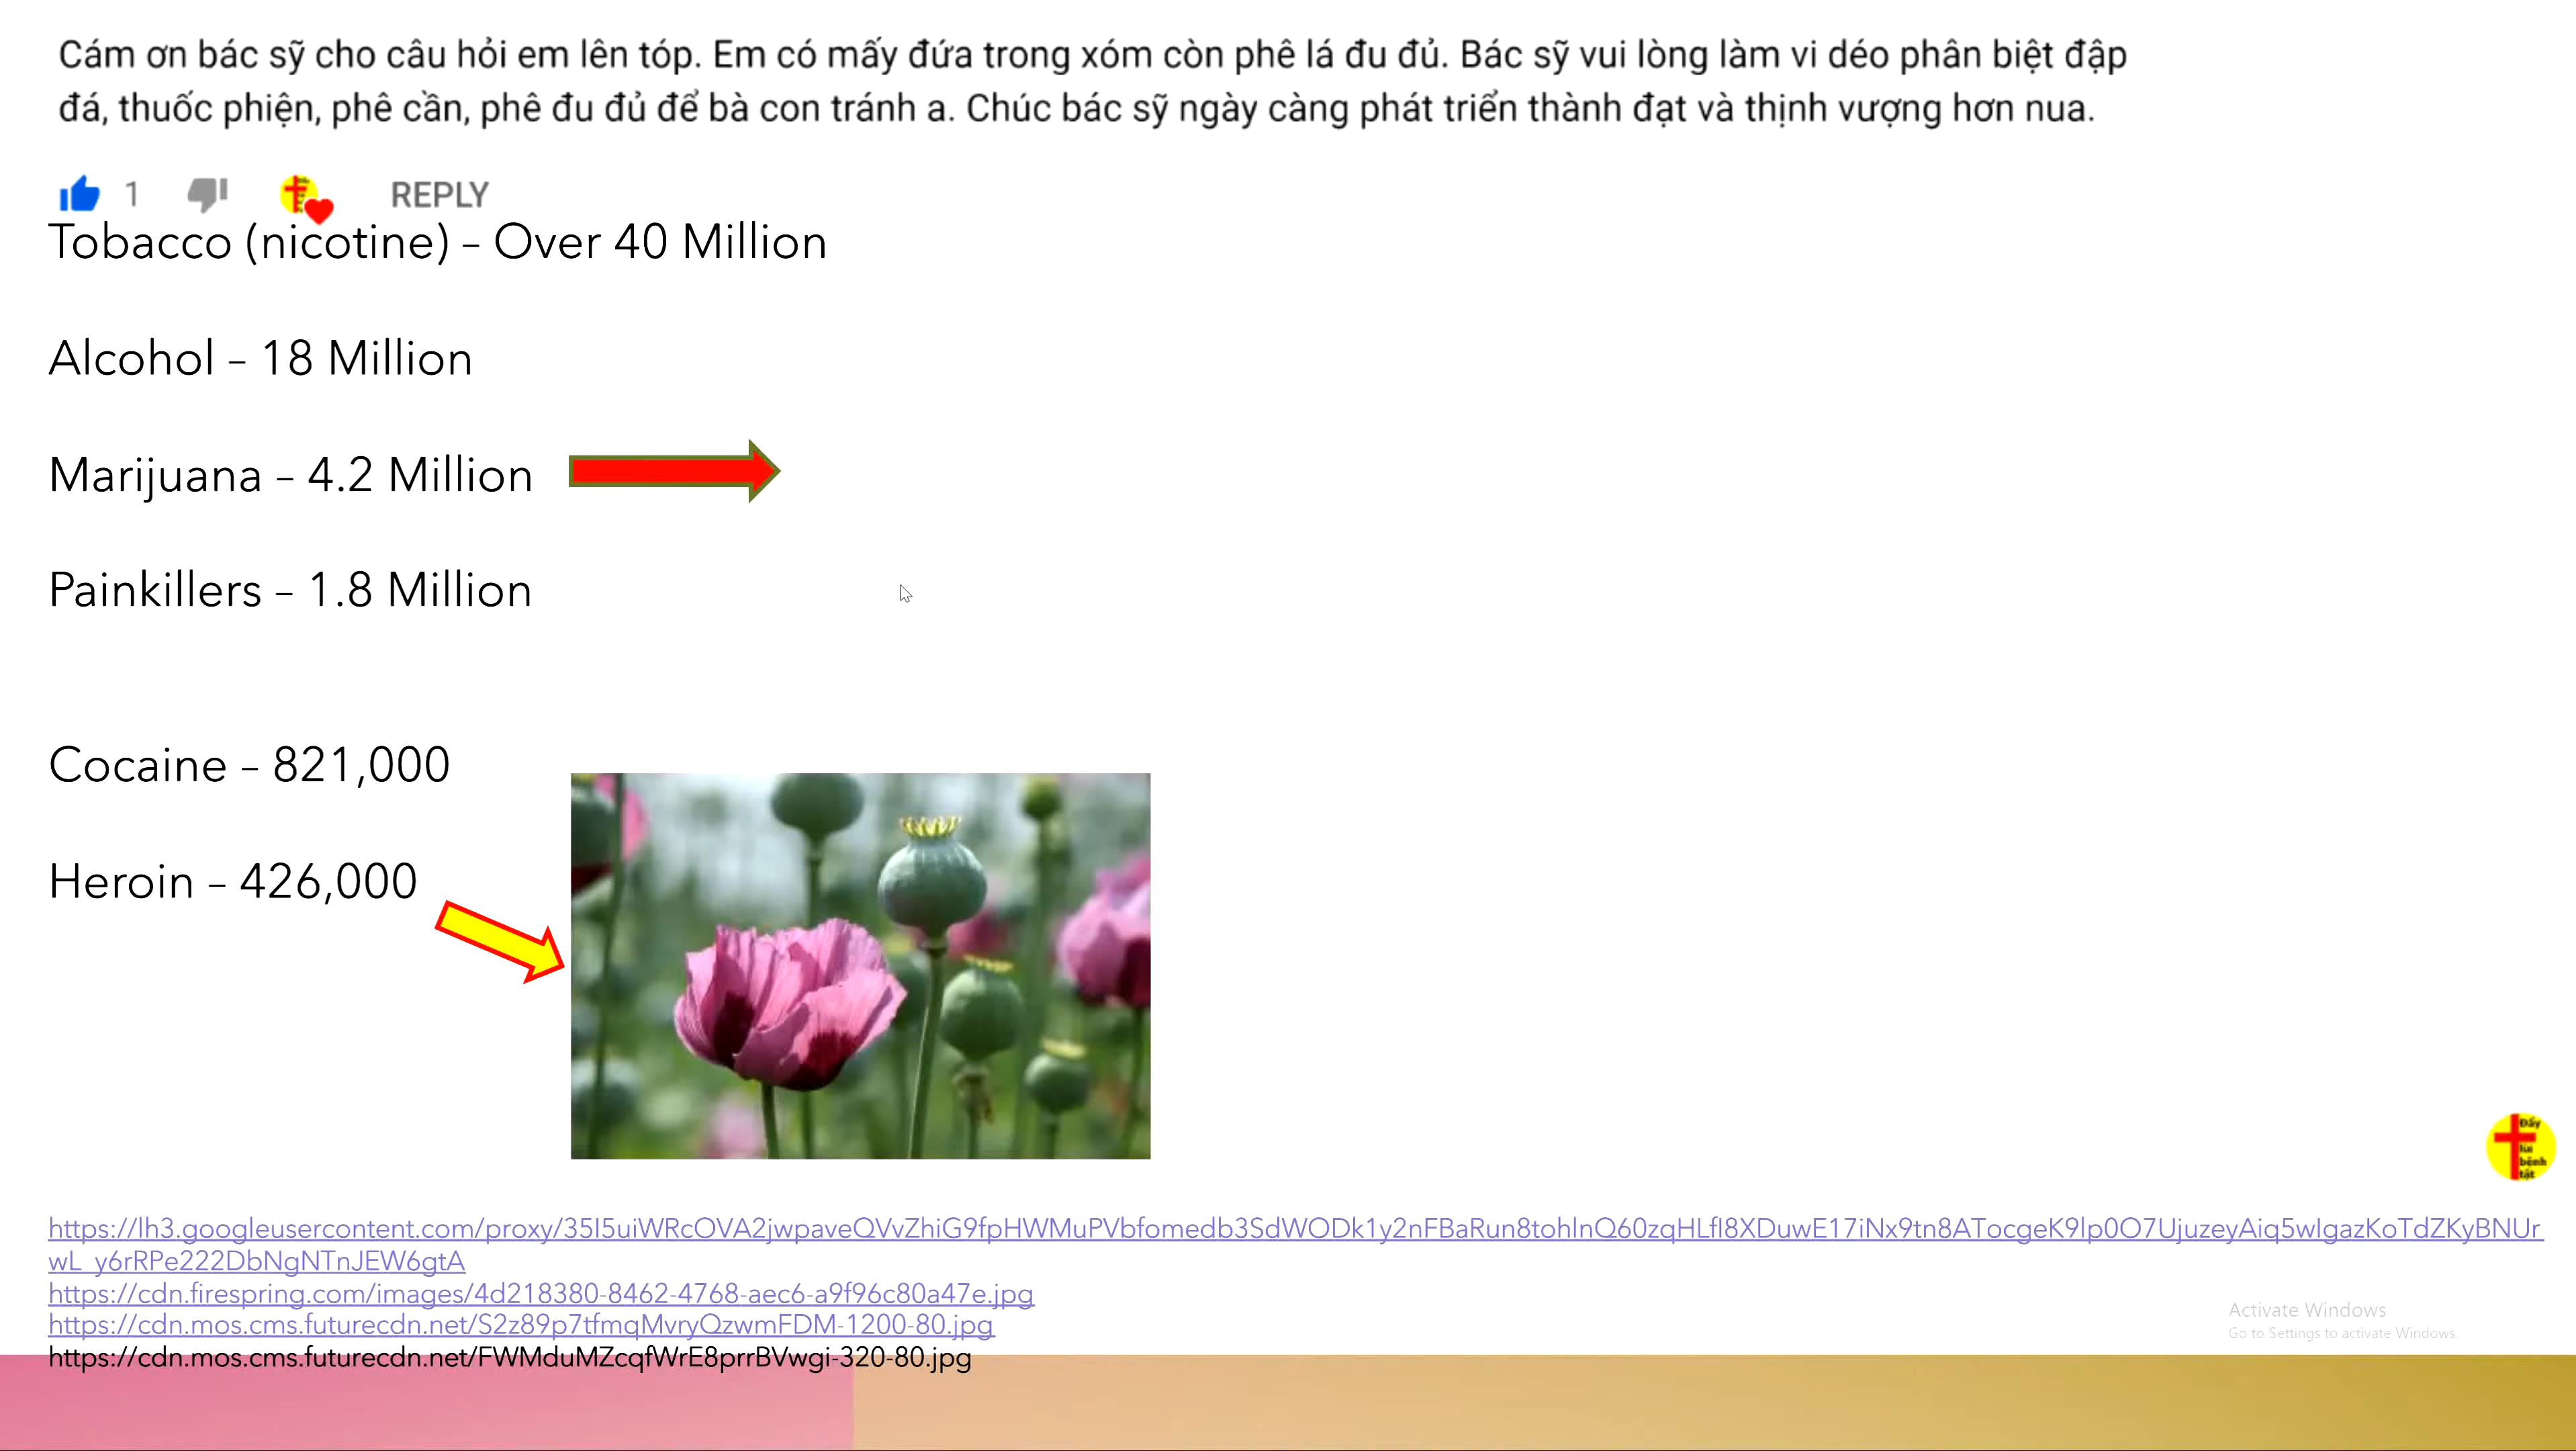 Cám ơn bác sỹ cho câu hỏi em lên tóp. Em có mấy đứa trong xóm còn phê lá đu đủ. Bác sỹ vui lòng làm vi déo phân biệt đập
đá, thuốc phiện, phê cần, phê đu đủ để bà con tránh a. Chúc bác sỹ ngày càng phát triển thành đạt và thịnh vượng hơn nua.
1 REPLY
Tobacco (nicotine) – Over 40 Million
Alcohol – 18 Million
Marijuana – 4.2 Million
Painkillers – 1.8 Million
Cocaine – 821,000
Heroin – 426,000
Đẩy
lùi
bệnh
tật
https://lh3.googleusercontent.com/proxy/35I5uiWRcOVA2jwpaveQVvZhiG9fpHWMuPVbfomedb3SdWODk1y2nFBaRun8tohlnQ60zqHLfl8XDuwE17iNx9tn8ATocgeK9lp0O7UjuzeyAiq5wIgazKoTdZKyBNUr
wL_y6rRPe222DbNgNTnJEW6gtA
https://cdn.firespring.com/images/4d218380-8462-4768-aec6-a9f96c80a47e.jpg
https://cdn.mos.cms.futurecdn.net/S2z89p7tfmqMvryQzwmFDM-1200-80.jpg
https://cdn.mos.cms.futurecdn.net/FWMduMZcqfWrE8prrBVwgi-320-80.jpg
Activate Windows
Go to Settings to activate Windows.